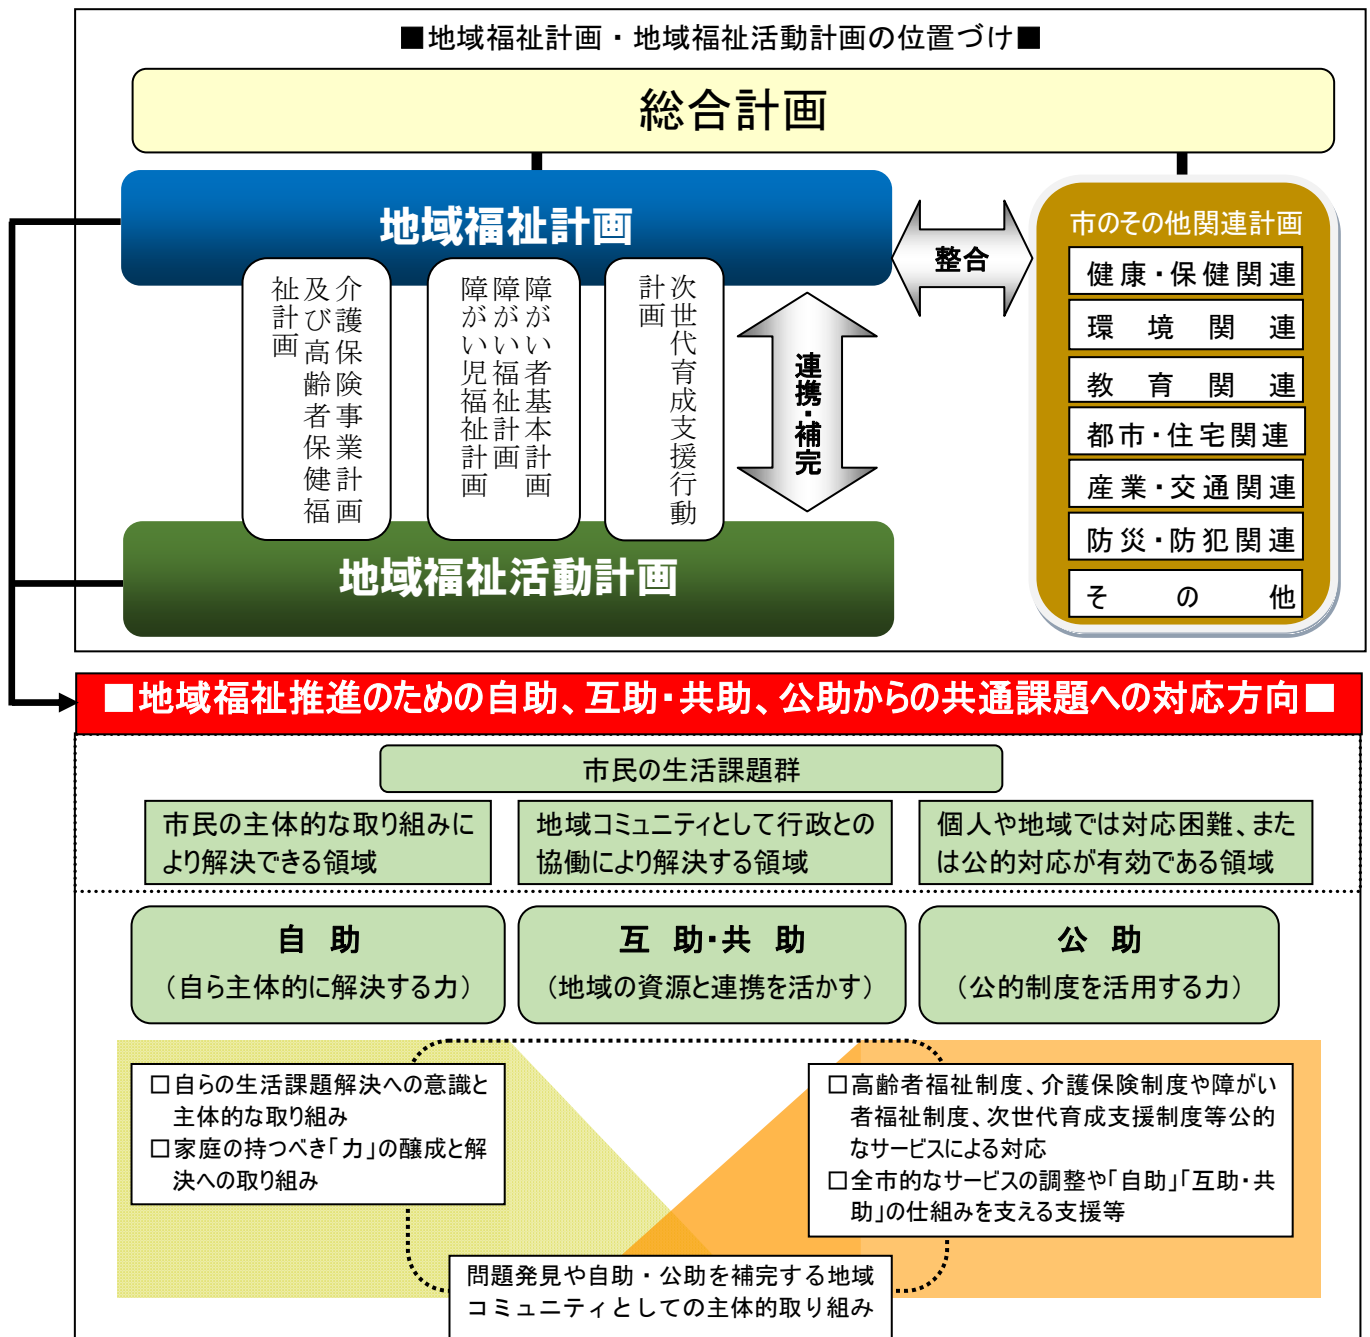 ■地域福祉計画・地域福祉活動計画の位置づけ■
総合計画
地域福祉計画
整合
市のその他関連計画
健康・保健関連
環境関連
教育関連
都市・住宅関連
産業・交通関連
防災・防犯関連
その他
介護保険事業計画
及び高齢者保健福
祉計画
障がい者基本計画
障がい福祉計画
障がい児福祉計画
次世代育成支援行動
計画
連携・補完
地域福祉活動計画
■地域福祉推進のための自助、互助・共助、公助からの共通課題への対応方向■
市民の生活課題群
市民の主体的な取り組みに
より解決できる領域
地域コミュニティとして行政との
協働により解決する領域
個人や地域では対応困難、また
は公的対応が有効である領域
自 助
（自ら主体的に解決する力）
互 助・共 助
（地域の資源と連携を活かす）
公 助
（公的制度を活用する力）
□自らの生活課題解決への意識と
主体的な取り組み
□家庭の持つべき「力」の醸成と解
決への取り組み
□高齢者福祉制度、介護保険制度や障がい
者福祉制度、次世代育成支援制度等公的
なサービスによる対応
□全市的なサービスの調整や「自助」「互助・共
助」の仕組みを支える支援等
問題発見や自助・公助を補完する地域
コミュニティとしての主体的取り組み